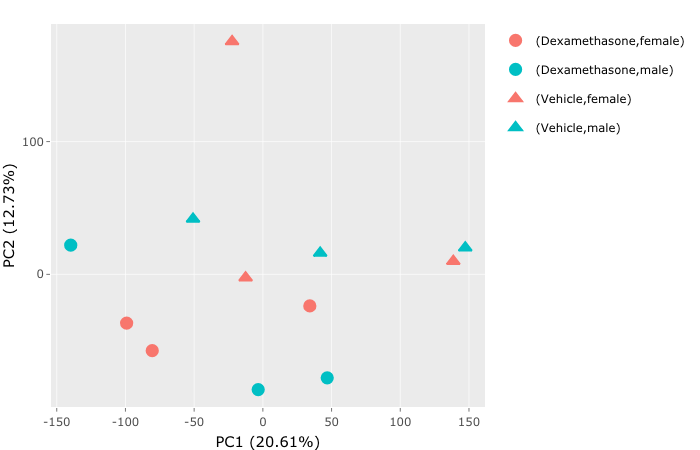 (Dexamethasone,female)
(Dexamethasone,male)
(Vehicle,female)
(Vehicle,male)
100
0
PC2 (12.73%)
-150 -100 -50 0 50 100 150
PC1 (20.61%)